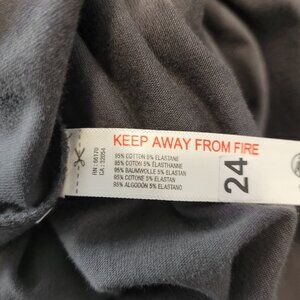 KEEP AWAY FROM FIRE
95% COTTON 5% ELASTANE
95% COTON 5% ELASTHANNE
95% BAUMWOLLE 5% ELASTAN
95% COTONE 5% ELASTAN
95% ALGODÓN 5% ELASTANO
24